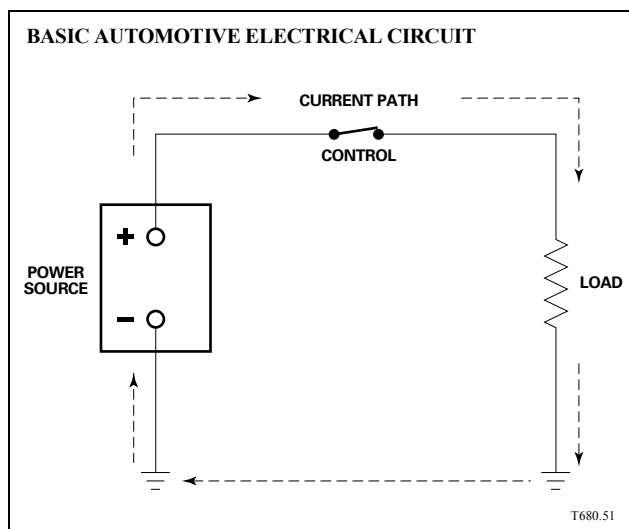 BASIC AUTOMOTIVE ELECTRICAL CIRCUIT
CURRENT PATH
CONTROL
+
POWER
SOURCE
–
LOAD
T680.51